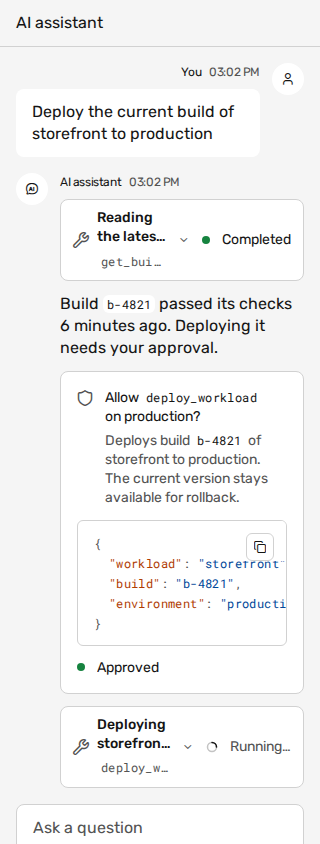 AI assistant
You 03:02 PM
Deploy the current build of
storefront to production
AI
AI assistant 03:02 PM
Reading
the lates…
get_bui…
Completed
Build b-4821 passed its checks
6 minutes ago. Deploying it
needs your approval.
Allow deploy_workload
on production?
Deploys build b-4821 of
storefront to production.
The current version stays
available for rollback.
{
"workload": "storefront"
"build": "b-4821",
"environment": "producti
}
Approved
Deploying
storefron…
deploy_w…
Running…
Ask a question